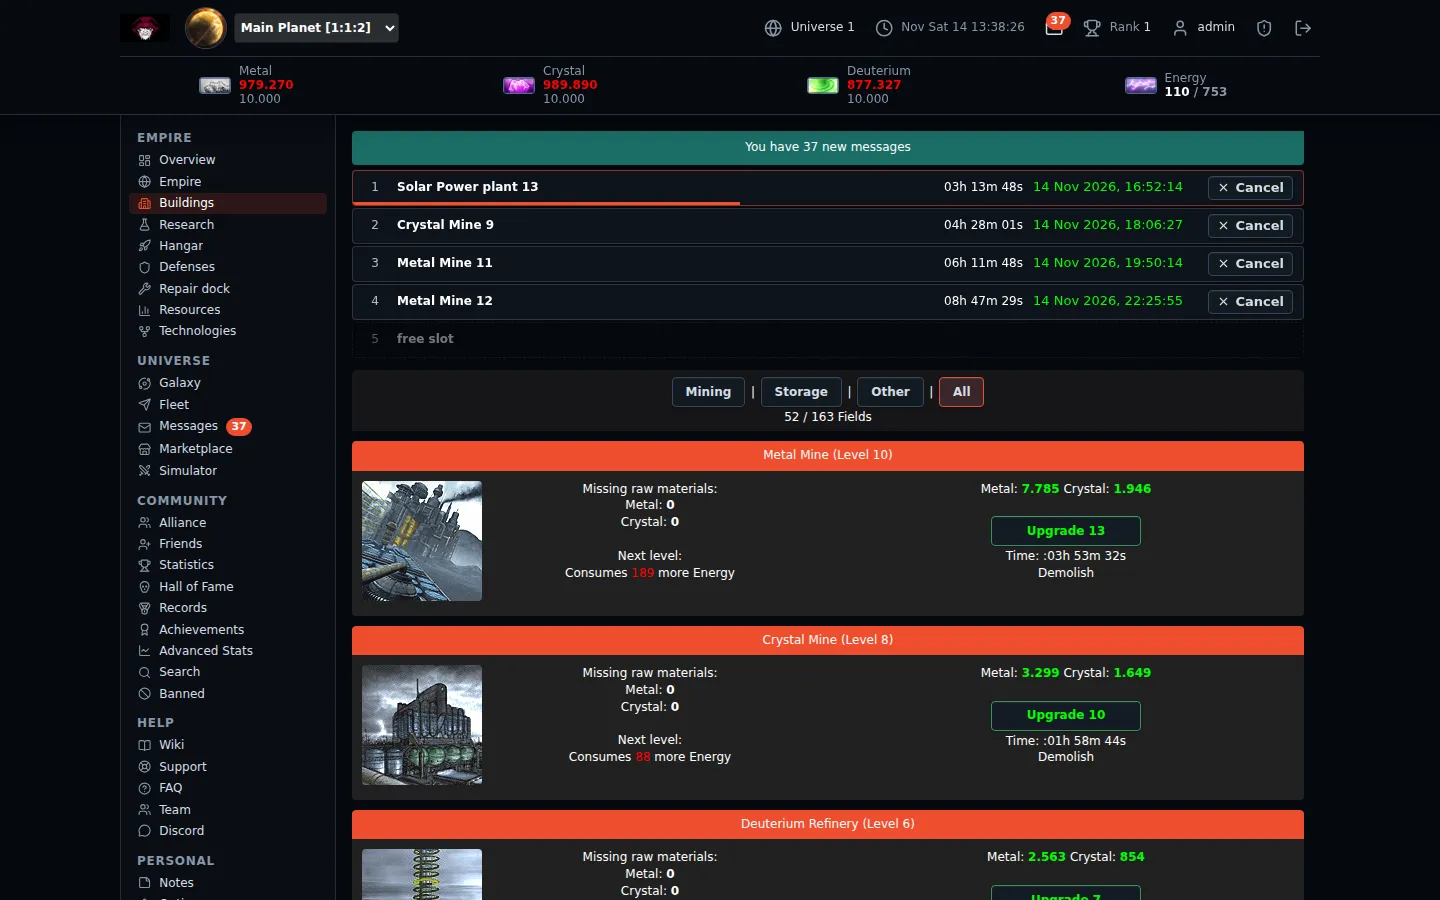 Main Planet [1:1:2]
Universe 1
Nov Sat 14 13:38:26
37
Rank 1
admin
Metal
979.270
10.000
Crystal
989.890
10.000
Deuterium
877.327
10.000
Energy
110 / 753
EMPIRE
Overview
Empire
Buildings
Research
Hangar
Defenses
Repair dock
Resources
Technologies
UNIVERSE
Galaxy
Fleet
Messages 37
Marketplace
Simulator
COMMUNITY
Alliance
Friends
Statistics
Hall of Fame
Records
Achievements
Advanced Stats
Search
Banned
HELP
Wiki
Support
FAQ
Team
Discord
PERSONAL
Notes
You have 37 new messages
1 Solar Power plant 13 03h 13m 48s 14 Nov 2026, 16:52:14 × Cancel
2 Crystal Mine 9 04h 28m 01s 14 Nov 2026, 18:06:27 × Cancel
3 Metal Mine 11 06h 11m 48s 14 Nov 2026, 19:50:14 × Cancel
4 Metal Mine 12 08h 47m 29s 14 Nov 2026, 22:25:55 × Cancel
5 free slot
Mining | Storage | Other | All
52 / 163 Fields
Metal Mine (Level 10)
Missing raw materials:
Metal: 0
Crystal: 0
Next level:
Consumes 189 more Energy
Metal: 7.785 Crystal: 1.946
Upgrade 13
Time: :03h 53m 32s
Demolish
Crystal Mine (Level 8)
Missing raw materials:
Metal: 0
Crystal: 0
Next level:
Consumes 88 more Energy
Metal: 3.299 Crystal: 1.649
Upgrade 10
Time: :01h 58m 44s
Demolish
Deuterium Refinery (Level 6)
Missing raw materials:
Metal: 0
Crystal: 0
Metal: 2.563 Crystal: 854
Upgrade 7